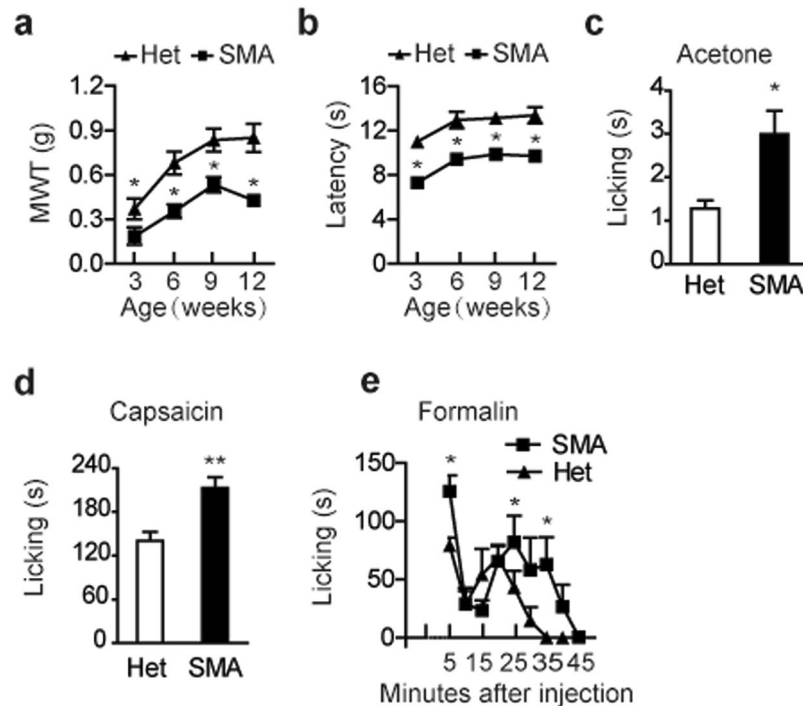 a
Het SMA
MWT (g)
1.2
0.9
0.6
0.3
0.0
* * * *
3 6 9 12
Age (weeks)
b
Het SMA
Latency (s)
16
12
8
4
0
* * * *
3 6 9 12
Age (weeks)
c
Acetone
Licking (s)
4
3
2
1
0
*
Het SMA
d
Capsaicin
Licking (s)
240
180
120
60
0
**
Het SMA
e
Formalin
SMA
Het
Licking (s)
150
100
50
0
* * *
5 15 25 35 45
Minutes after injection